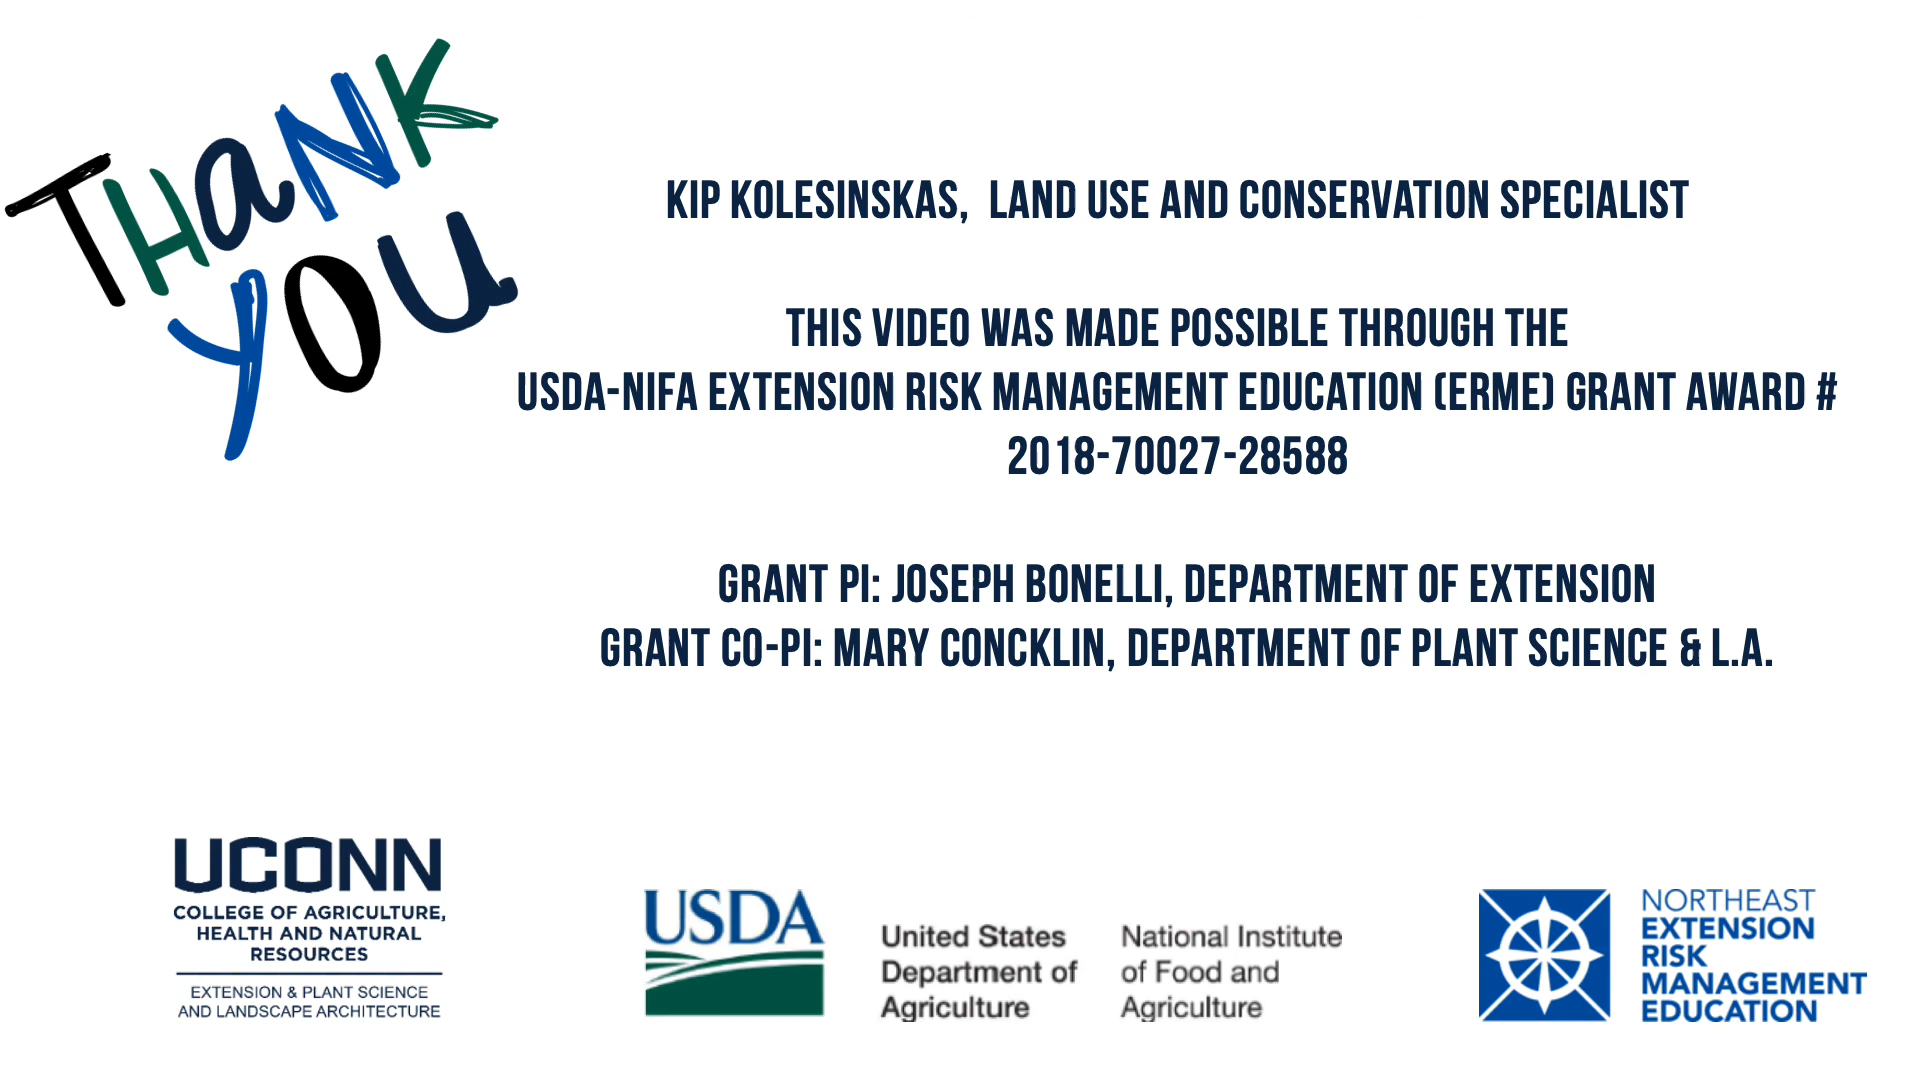 THANK
YOU
KIP KOLESINSKAS, LAND USE AND CONSERVATION SPECIALIST
THIS VIDEO WAS MADE POSSIBLE THROUGH THE
USDA-NIFA EXTENSION RISK MANAGEMENT EDUCATION (ERME) GRANT AWARD #
2018-70027-28588
GRANT PI: JOSEPH BONELLI, DEPARTMENT OF EXTENSION
GRANT CO-PI: MARY CONCKLIN, DEPARTMENT OF PLANT SCIENCE & L.A.
UCONN
COLLEGE OF AGRICULTURE,
HEALTH AND NATURAL
RESOURCES
EXTENSION & PLANT SCIENCE
AND LANDSCAPE ARCHITECTURE
USDA
United States
Department of
Agriculture
National Institute
of Food and
Agriculture
NORTHEAST
EXTENSION
RISK
MANAGEMENT
EDUCATION